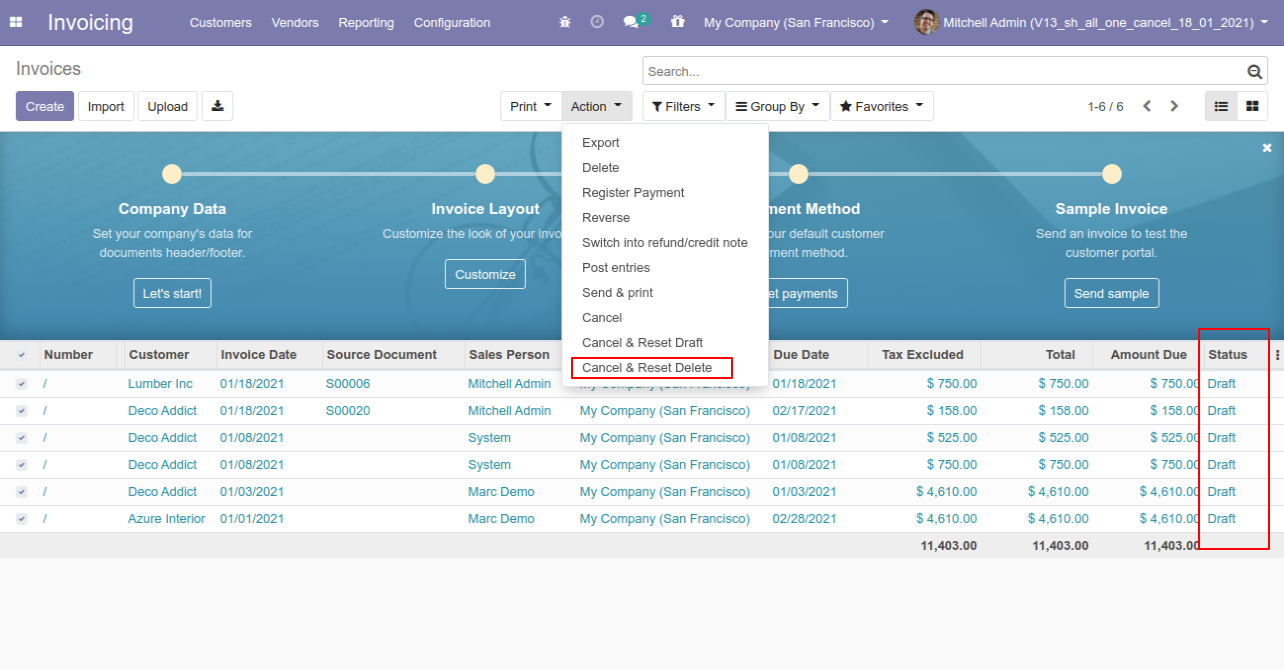 Invoicing Customers Vendors Reporting Configuration 2 My Company (San Francisco) Mitchell Admin (V13_sh_all_one_cancel_18_01_2021)
Invoices
Search...
Create Import Upload Print Action Filters Group By Favorites 1-6 / 6
Export
Delete
Register Payment
Reverse
Switch into refund/credit note
Post entries
Send & print
Cancel
Cancel & Reset Draft
Cancel & Reset Delete
Company Data
Set your company's data for
documents header/footer.
Let's start!
Invoice Layout
Customize the look of your invo
Customize
ment Method
our default customer
ment method.
et payments
Sample Invoice
Send an invoice to test the
customer portal.
Send sample
Number Customer Invoice Date Source Document Sales Person Due Date Tax Excluded Total Amount Due Status
/ Lumber Inc 01/18/2021 S00006 Mitchell Admin My Company (San Francisco) 01/18/2021 $ 750.00 $ 750.00 $ 750.00 Draft
/ Deco Addict 01/18/2021 S00020 Mitchell Admin My Company (San Francisco) 02/17/2021 $ 158.00 $ 158.00 $ 158.00 Draft
/ Deco Addict 01/08/2021 System My Company (San Francisco) 01/08/2021 $ 525.00 $ 525.00 $ 525.00 Draft
/ Deco Addict 01/08/2021 System My Company (San Francisco) 01/08/2021 $ 750.00 $ 750.00 $ 750.00 Draft
/ Deco Addict 01/03/2021 Marc Demo My Company (San Francisco) 01/03/2021 $ 4,610.00 $ 4,610.00 $ 4,610.00 Draft
/ Azure Interior 01/01/2021 Marc Demo My Company (San Francisco) 02/28/2021 $ 4,610.00 $ 4,610.00 $ 4,610.00 Draft
11,403.00 11,403.00 11,403.00